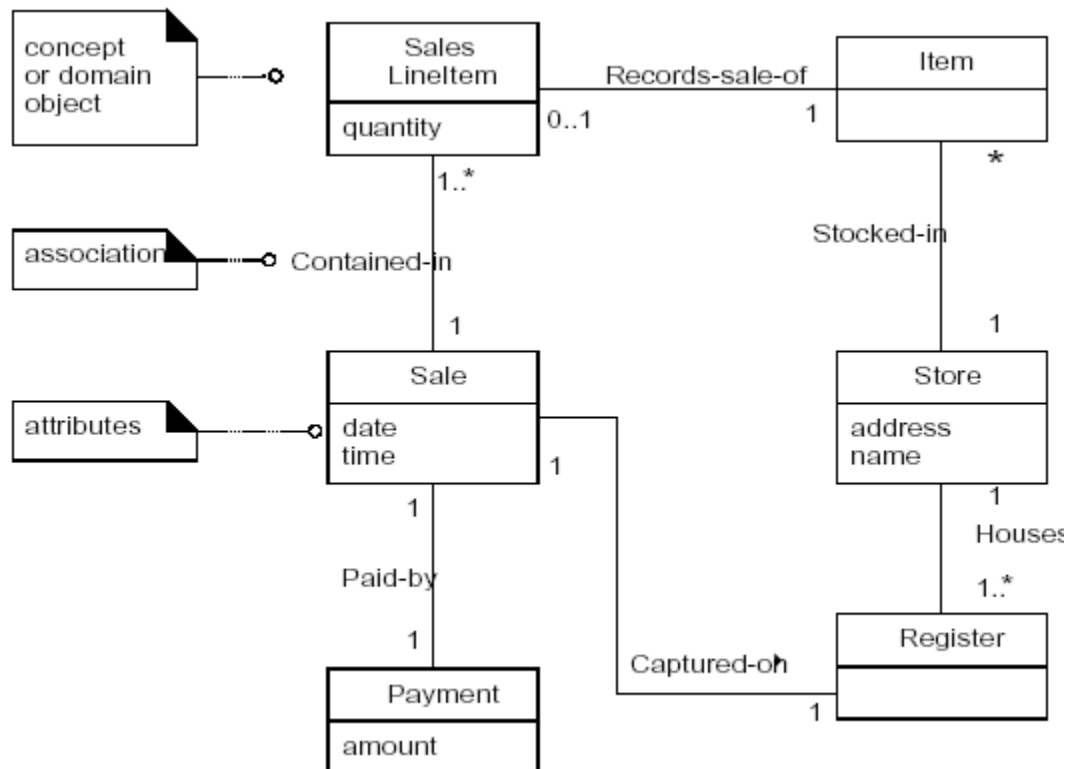 concept
or domain
object
Sales
LineItem
quantity
Records-sale-of
0..1
1
Item
1..*
*
association
Contained-in
Stocked-in
1
1
attributes
Sale
date
time
1
1
Store
address
name
1
Houses
Paid-by
1..*
1
Captured-on
1
Register
Payment
amount